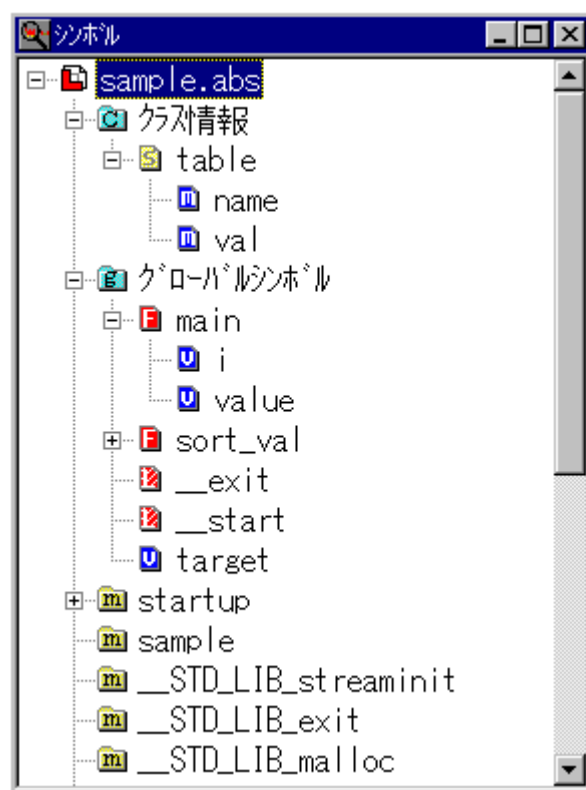 シンボル
sample.abs
クラス情報
table
name
val
グローバルシンボル
main
i
value
sort_val
__exit
__start
target
startup
sample
__STD_LIB_streaminit
__STD_LIB_exit
__STD_LIB_malloc